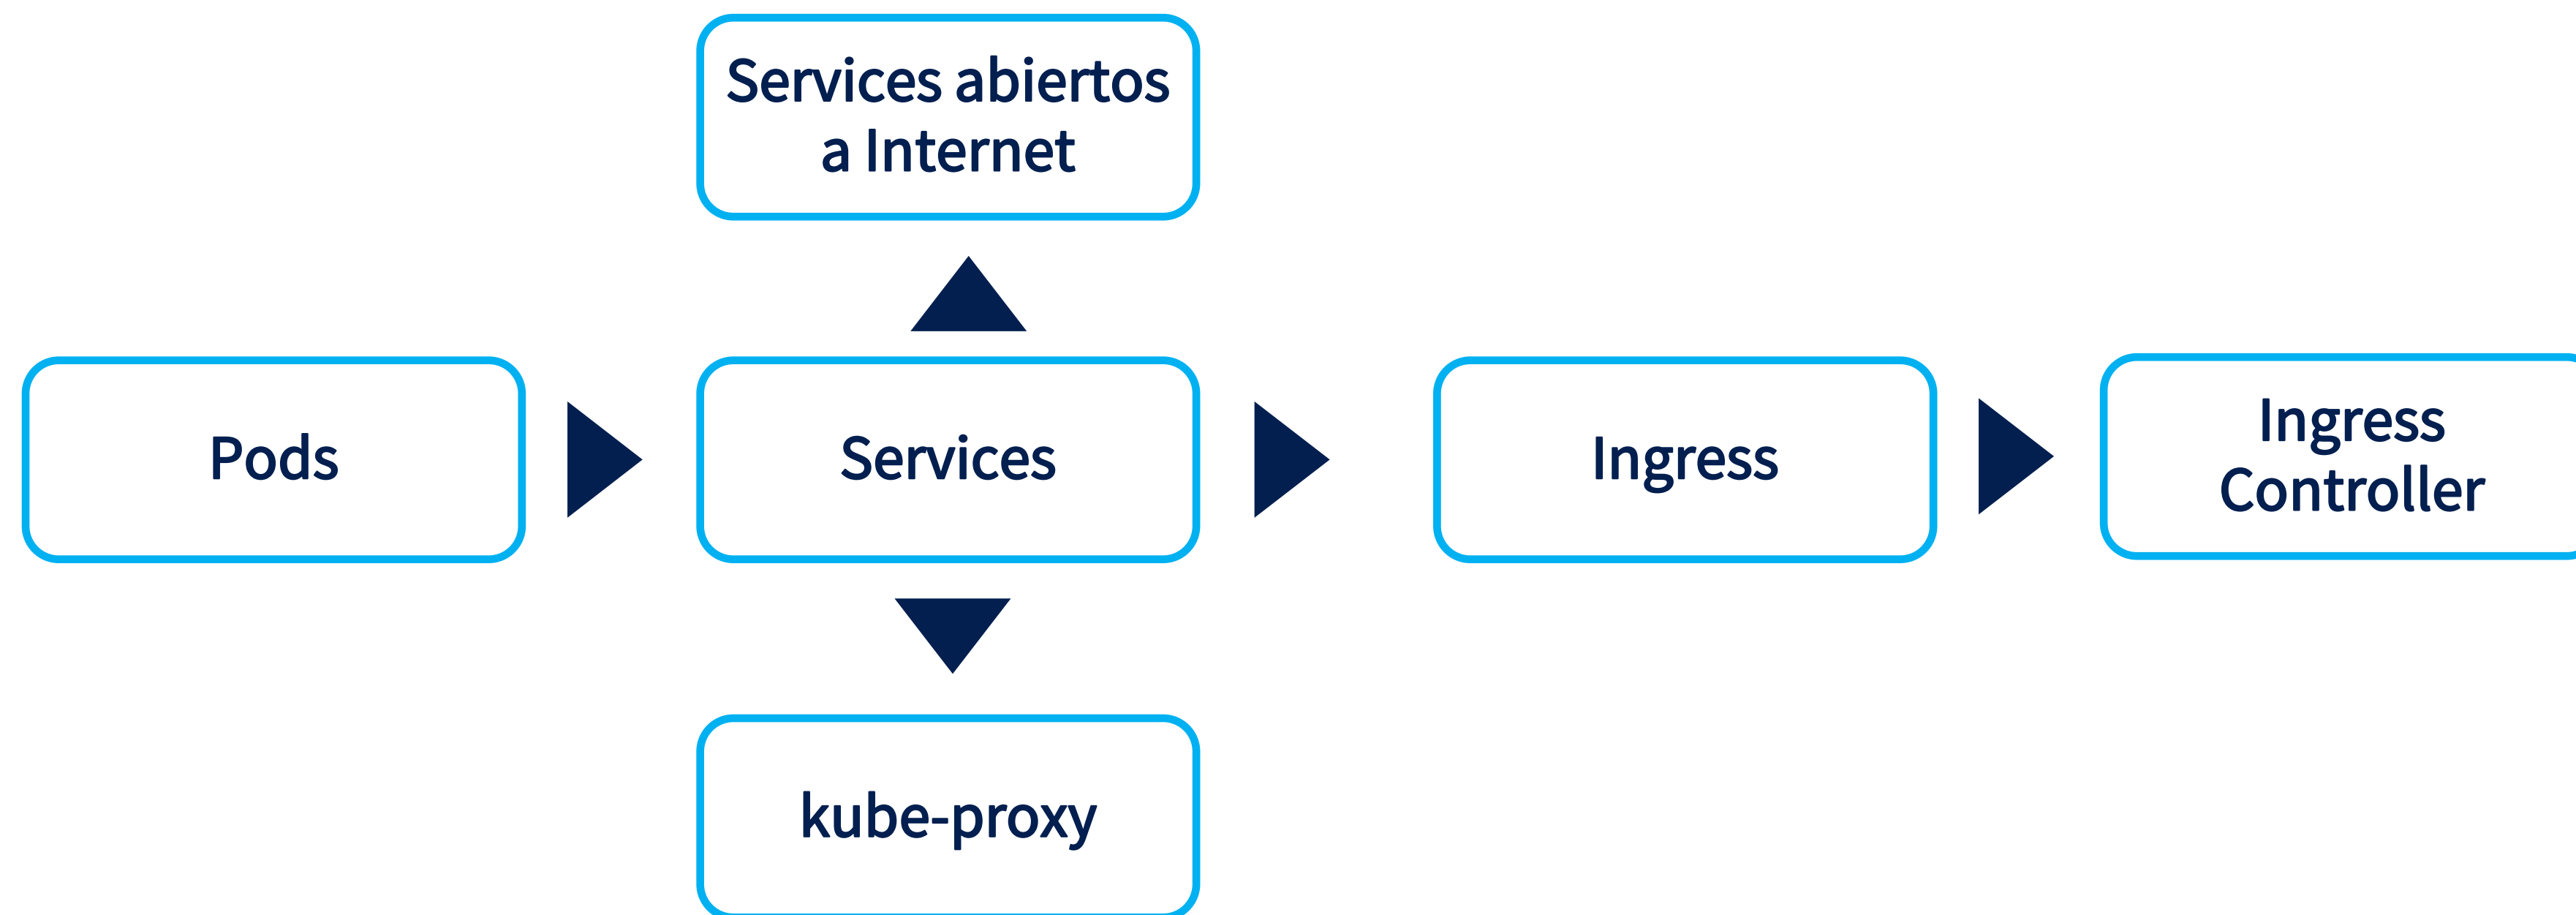 Services abiertos
a Internet
Pods
Services
Ingress
Ingress
Controller
kube-proxy